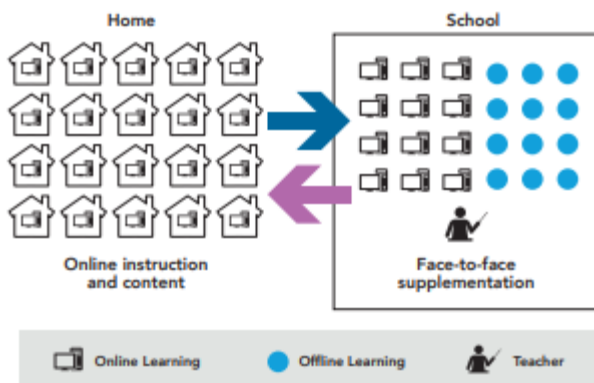 Home
School
Online instruction
and content
Face-to-face
supplementation
Online Learning
Offline Learning
Teacher